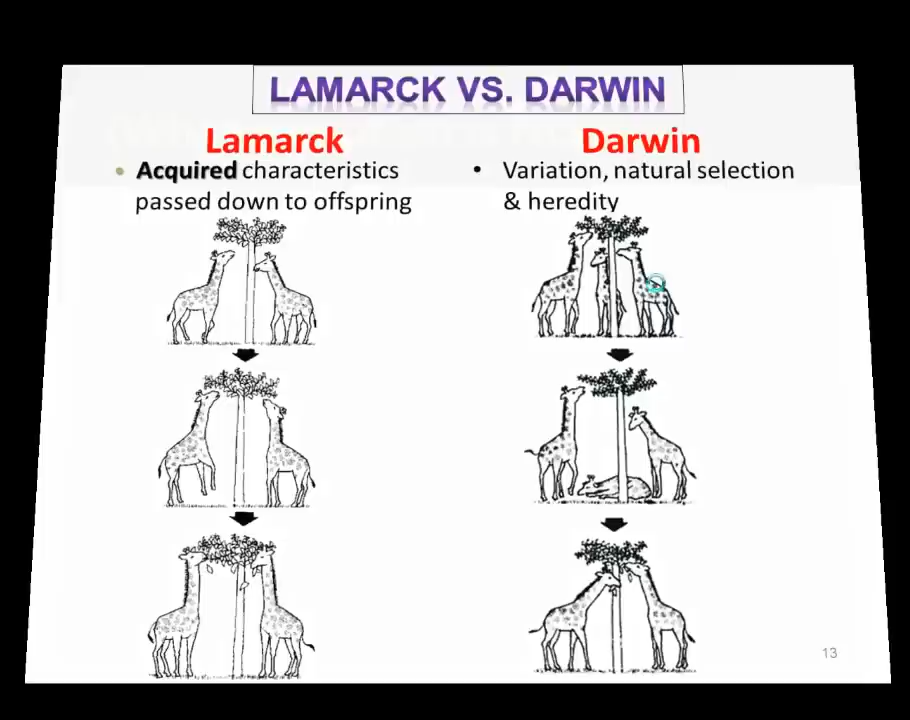 LAMARCK VS. DARWIN
Lamarck
• Acquired characteristics
passed down to offspring
Darwin
• Variation, natural selection
& heredity
13